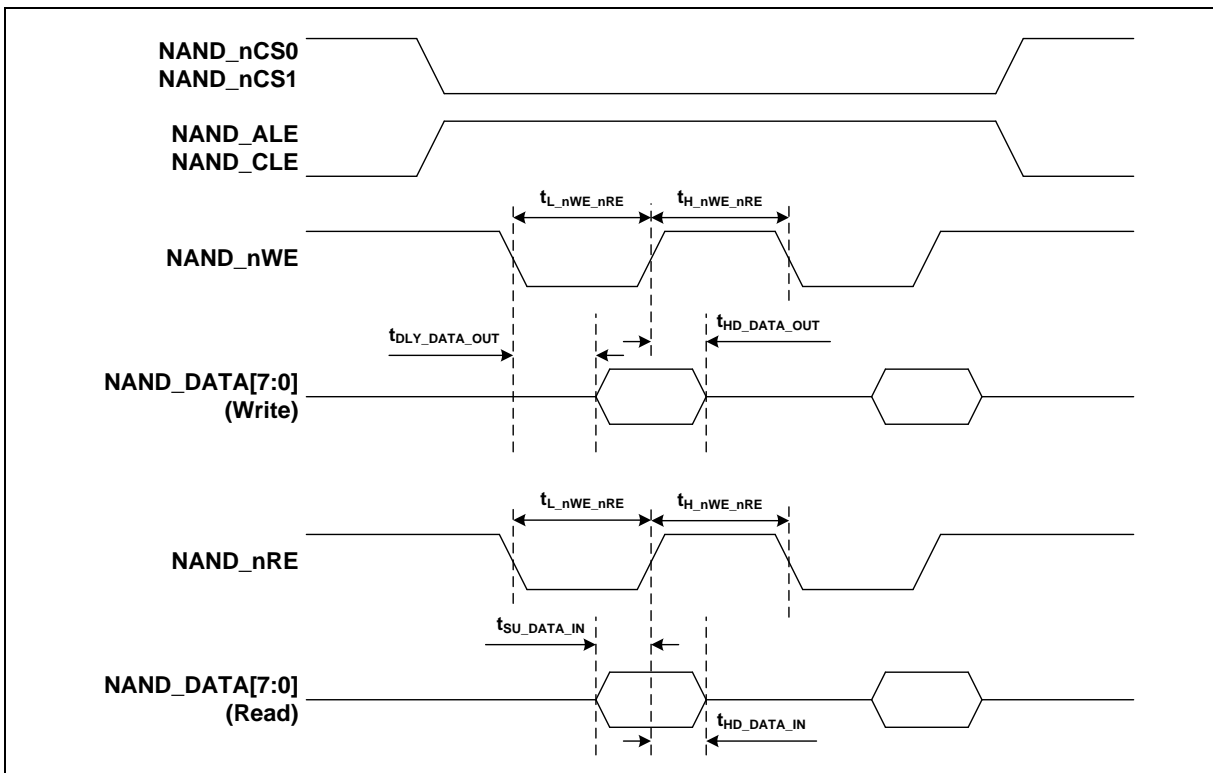 NAND_nCS0
NAND_nCS1
NAND_ALE
NAND_CLE
tL_nWE_nRE
tH_nWE_nRE
NAND_nWE
tDLY_DATA_OUT
tHD_DATA_OUT
NAND_DATA[7:0]
(Write)
tL_nWE_nRE
tH_nWE_nRE
NAND_nRE
tSU_DATA_IN
NAND_DATA[7:0]
(Read)
tHD_DATA_IN